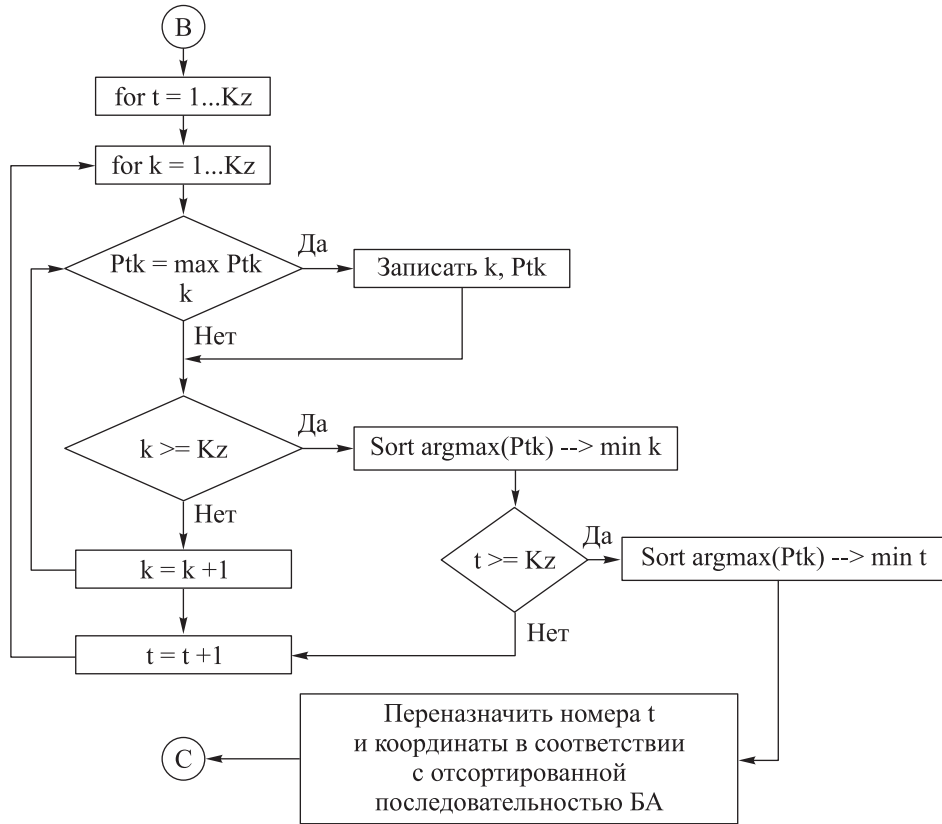 B
for t = 1...Kz
for k = 1...Kz
Да
Ptk = max Ptk
k
Записать k, Ptk
Нет
Да
k >= Kz
Sort argmax(Ptk) --> min k
Нет
Да
t >= Kz
Sort argmax(Ptk) --> min t
k = k +1
Нет
t = t +1
Переназначить номера t
и координаты в соответствии
с отсортированной
последовательностью БА
C